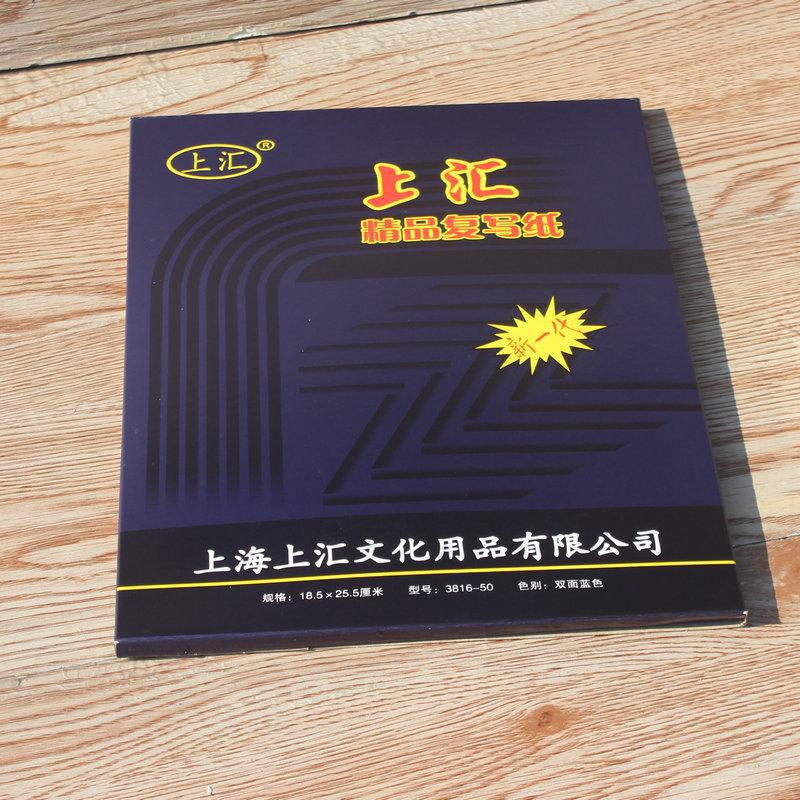 上汇®
上汇
精品复写纸
新一代
上海上汇文化用品有限公司
规格：18.5×25.5厘米 型号：3816-50 色别：双面蓝色